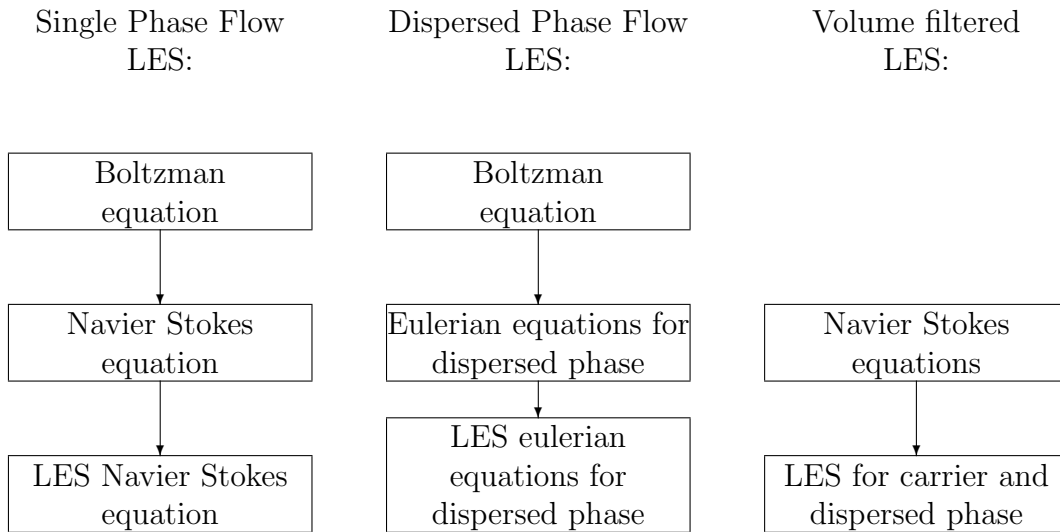 Single Phase Flow
LES:
Dispersed Phase Flow
LES:
Volume filtered
LES:
Boltzman
equation
Boltzman
equation
Navier Stokes
equation
Eulerian equations for
dispersed phase
Navier Stokes
equations
LES Navier Stokes
equation
LES eulerian
equations for
dispersed phase
LES for carrier and
dispersed phase